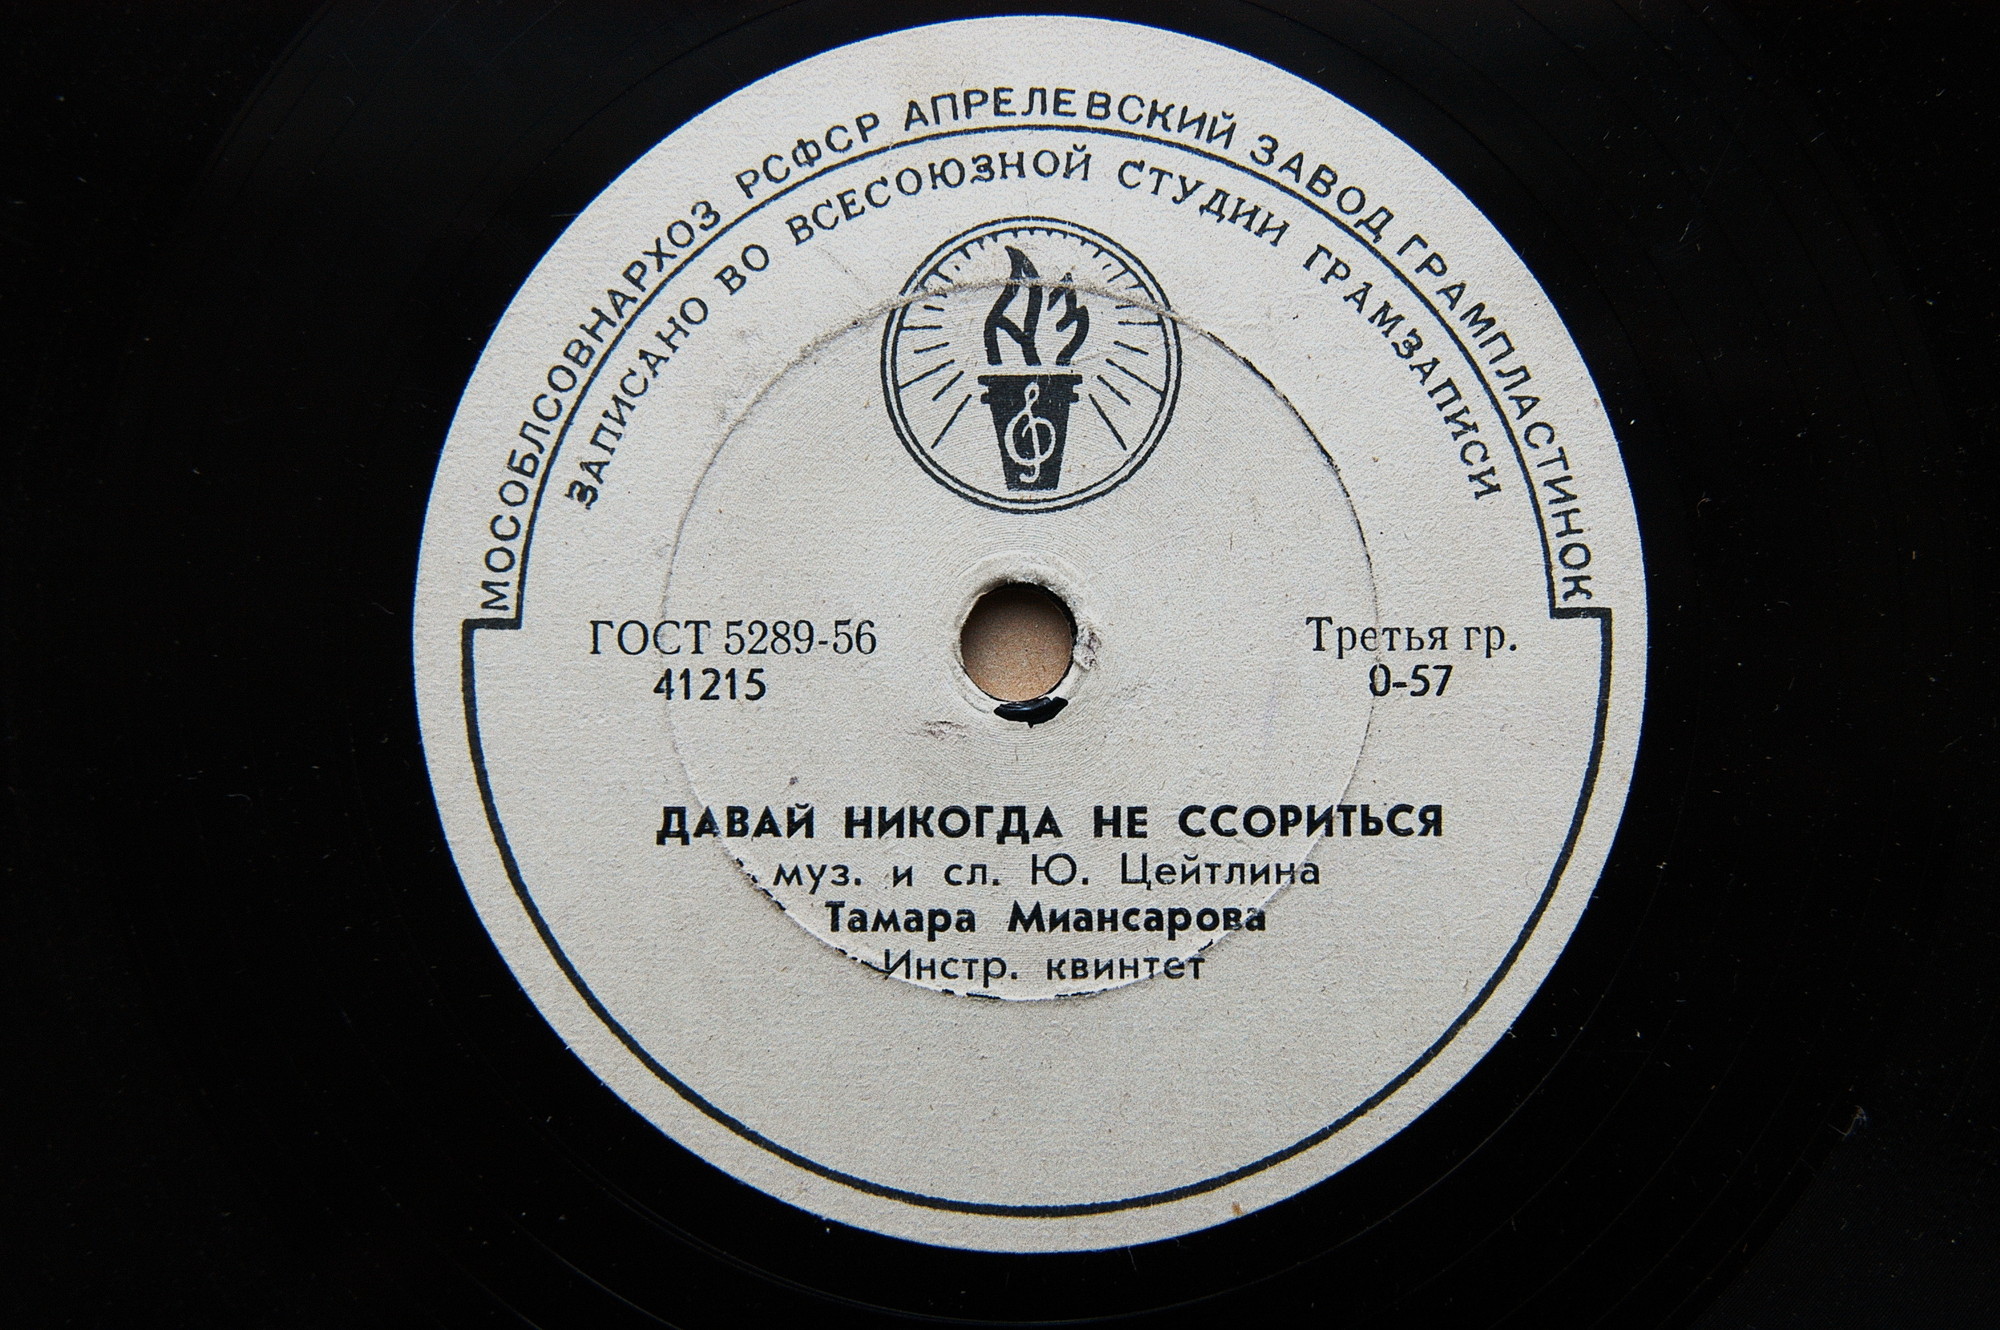 МОСОБЛСОВНАРХОЗ РСФСР АПРЕЛЕВСКИЙ ЗАВОД ГРАМПЛАСТИНОК
ЗАПИСАНО ВО ВСЕСОЮЗНОЙ СТУДИИ ГРАМЗАПИСИ
АЗ
ГОСТ 5289-56
41215
Третья гр.
0-57
ДАВАЙ НИКОГДА НЕ ССОРИТЬСЯ
муз. и сл. Ю. Цейтлина
Тамара Миансарова
Инстр. квинтет